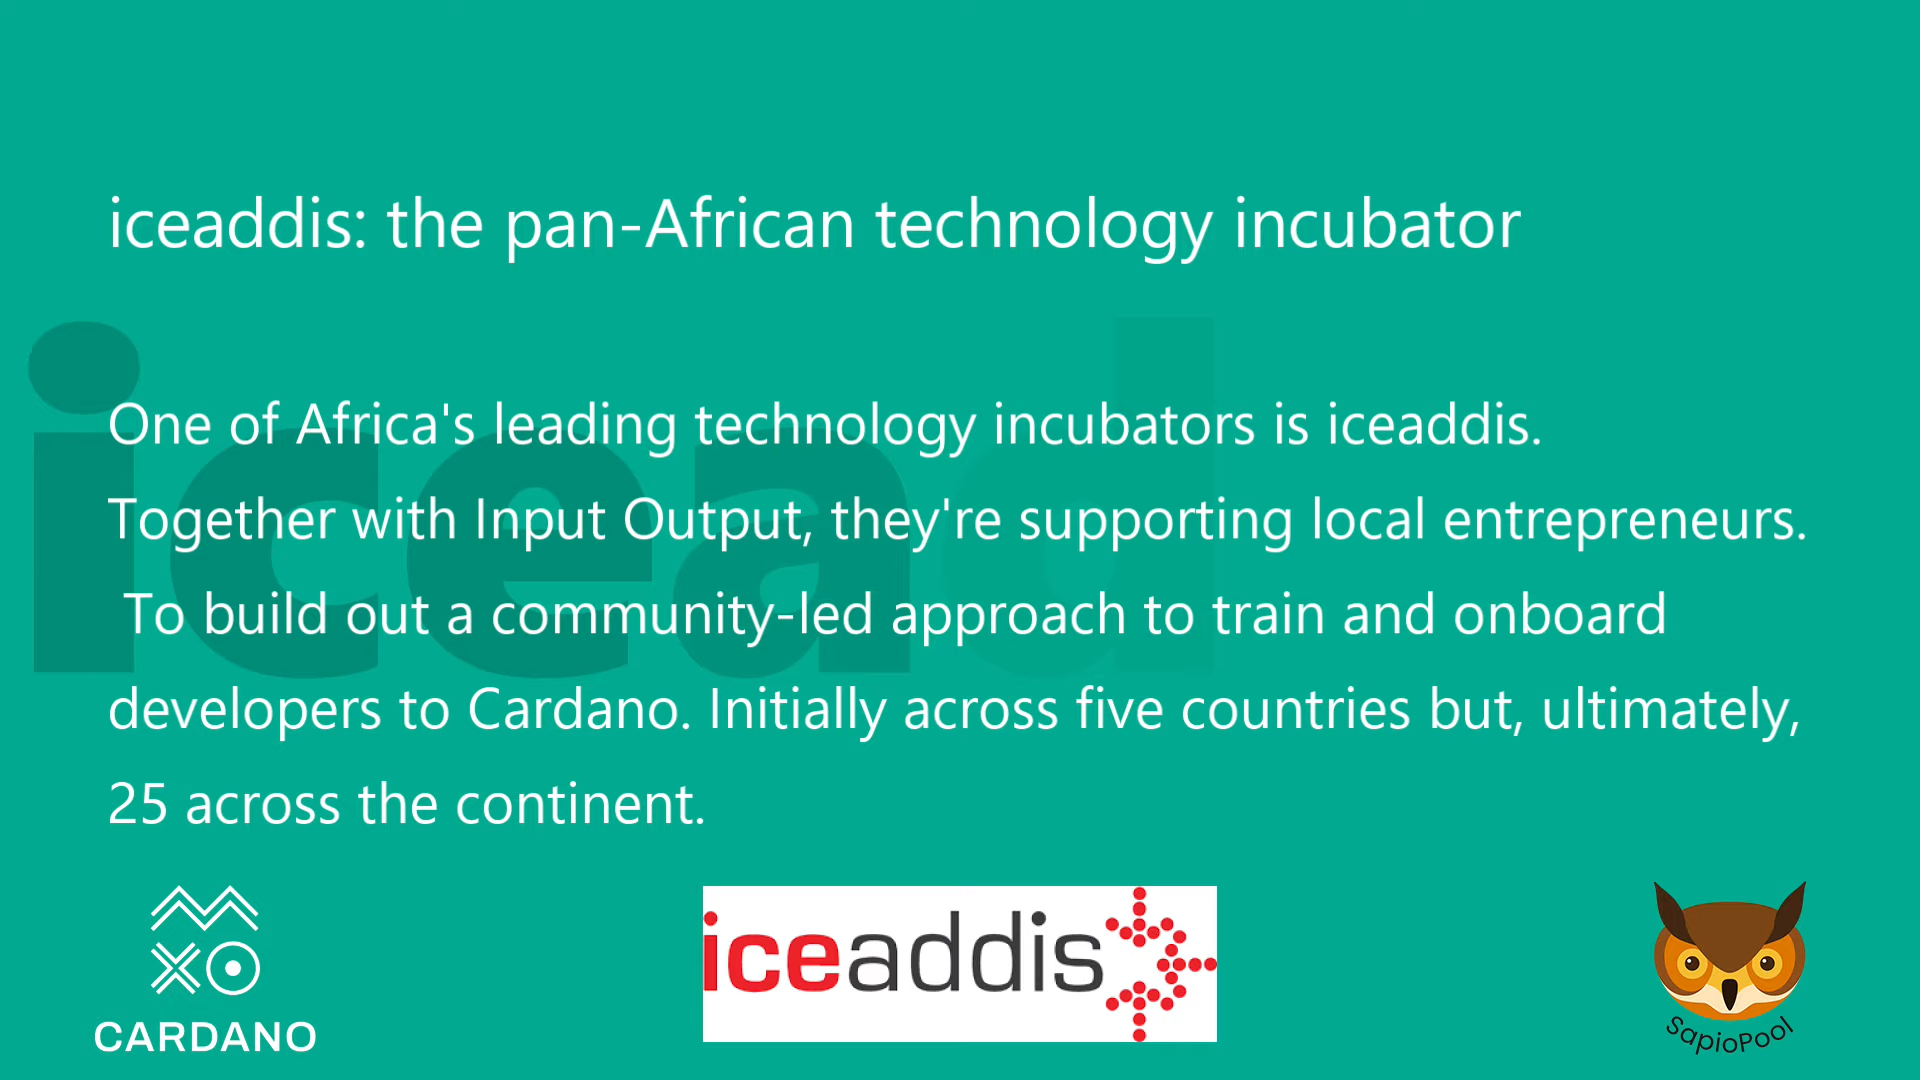 iceaddis: the pan-African technology incubator
icead
One of Africa's leading technology incubators is iceaddis.
Together with Input Output, they're supporting local entrepreneurs.
To build out a community-led approach to train and onboard
developers to Cardano. Initially across five countries but, ultimately,
25 across the continent.
CARDANO
iceaddis
SapioPool